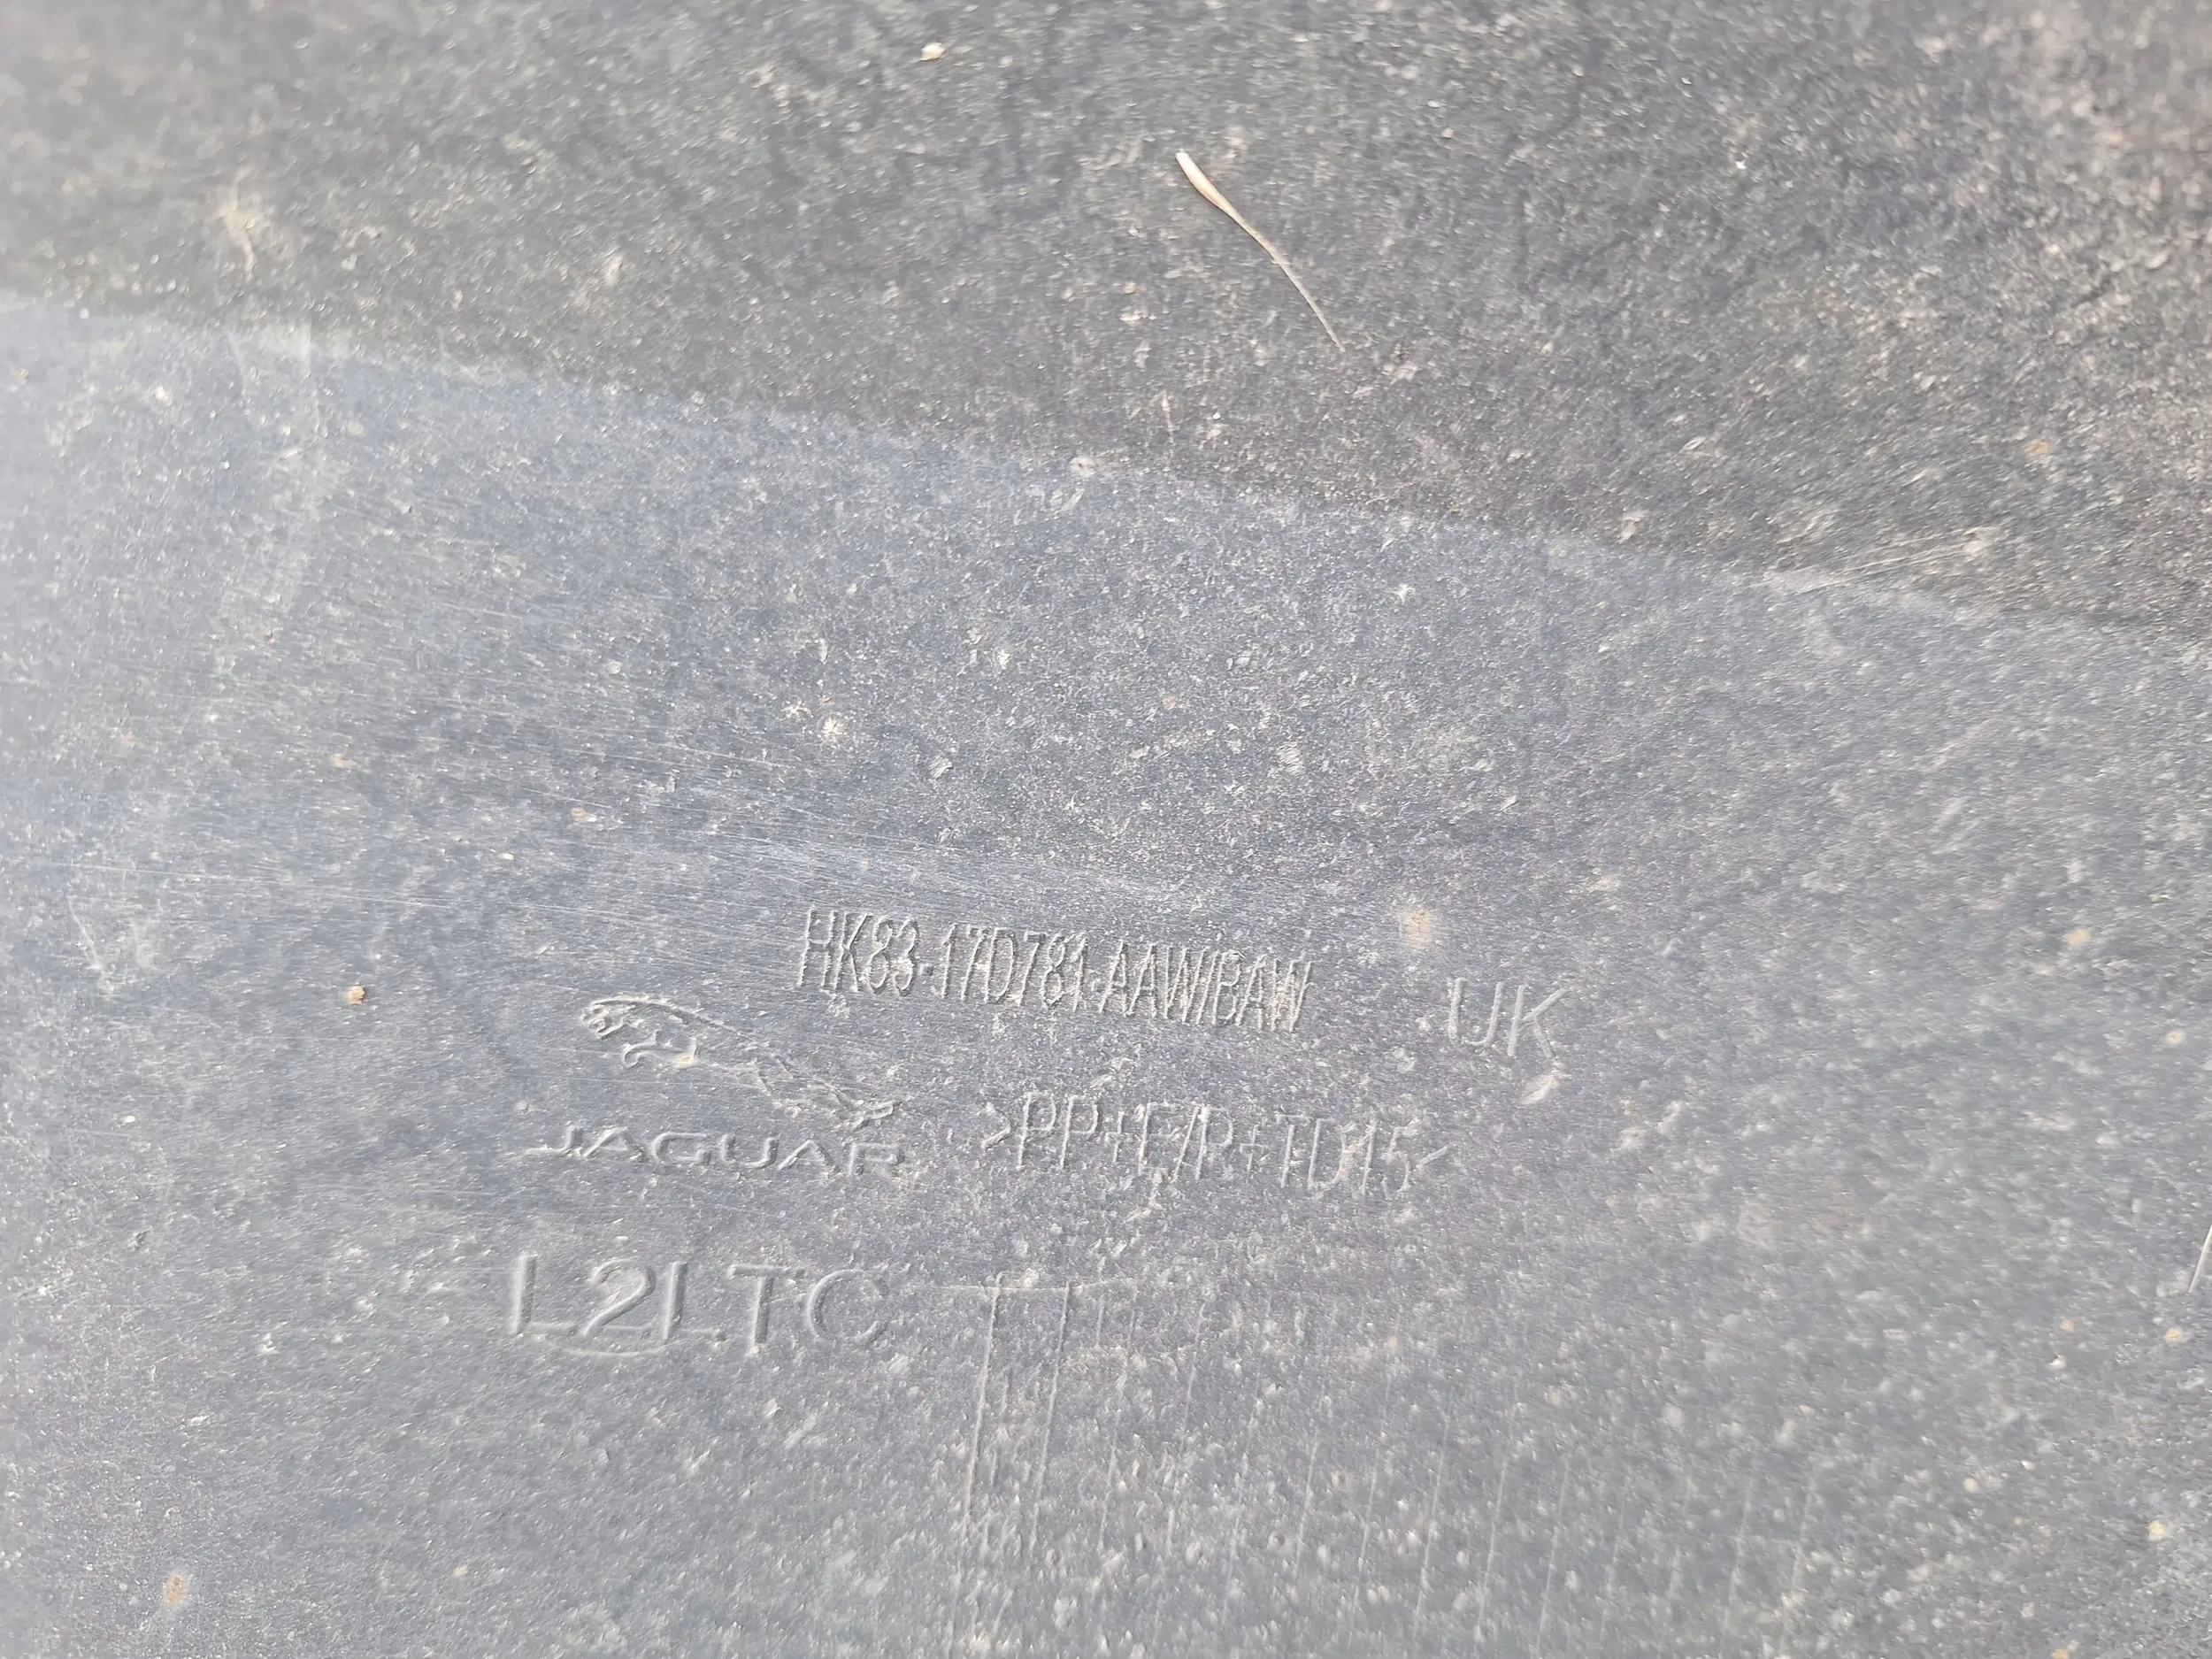 HK83-17D781-AAW/BAW
UK
JAGUAR
>PP+E/P+TD15<
L2LTC